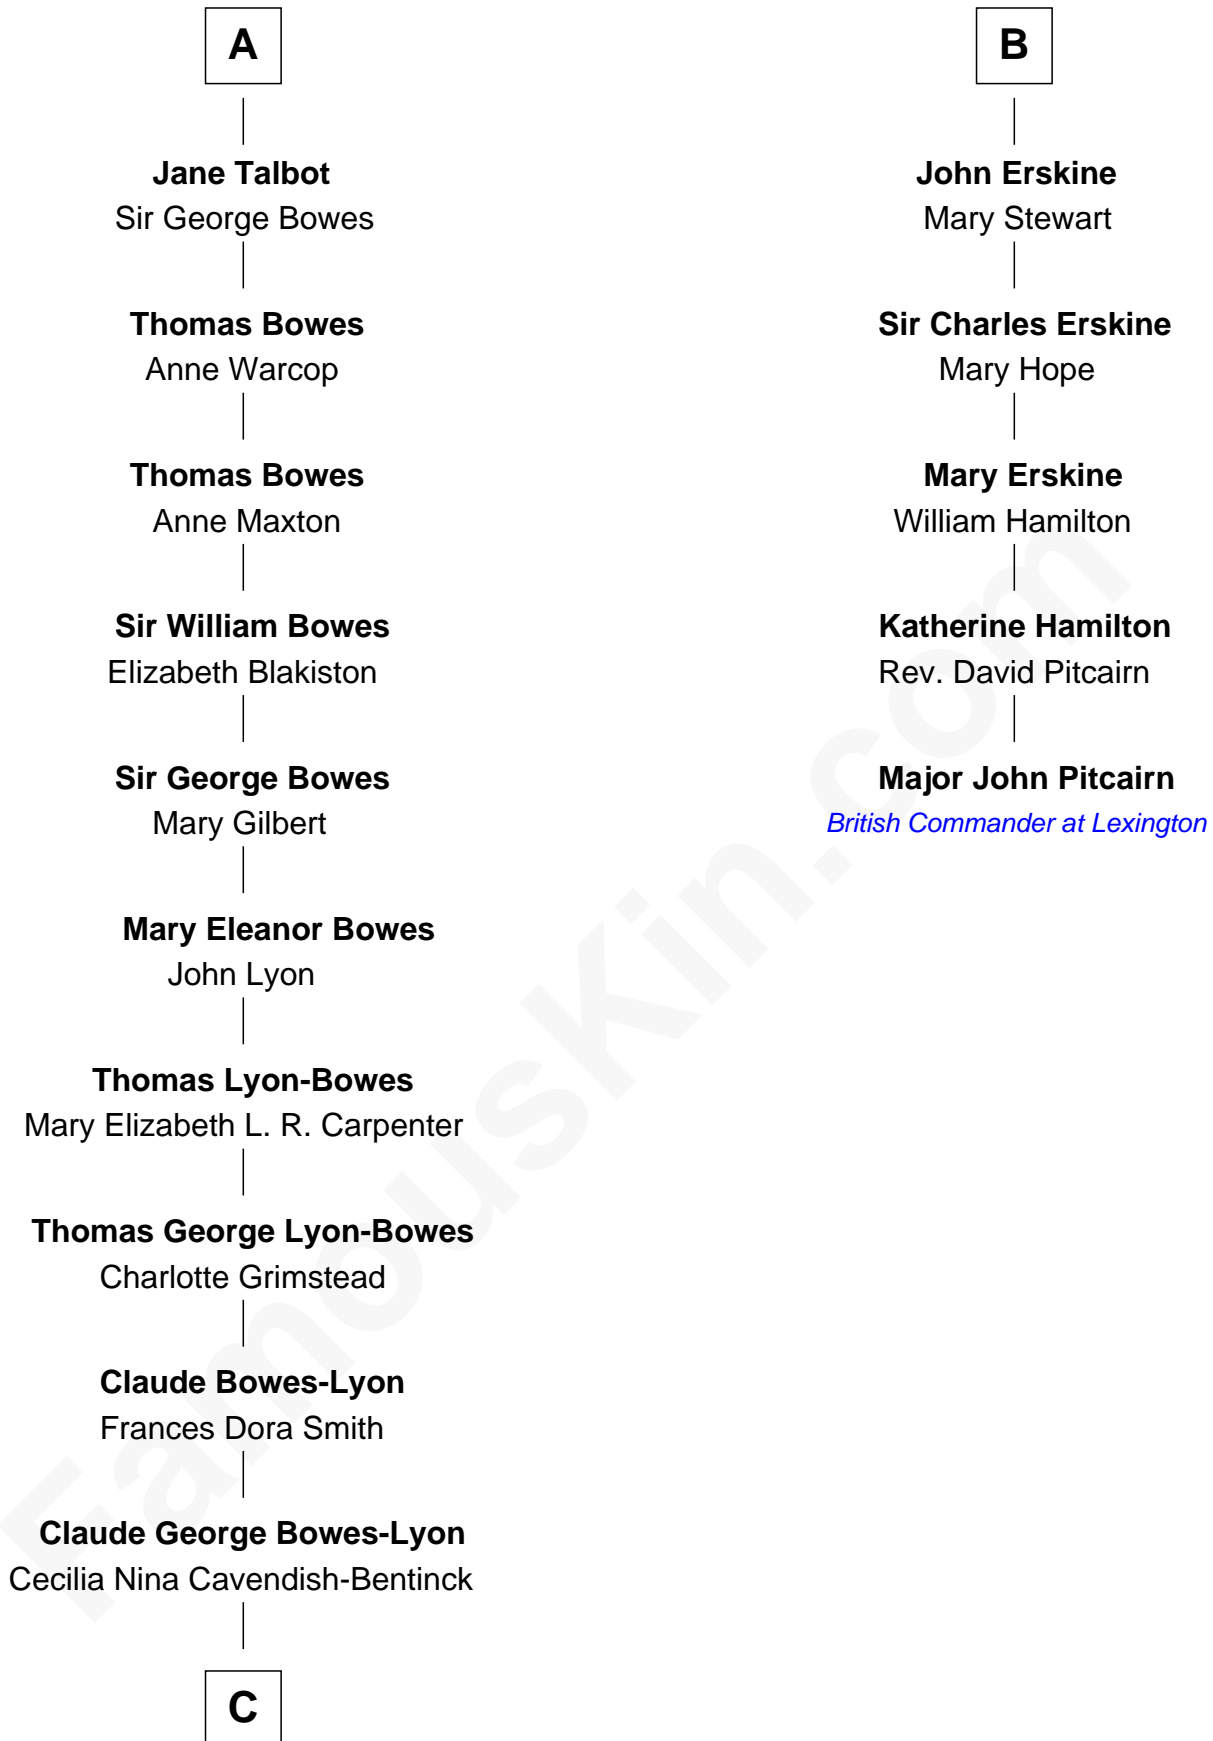 A
Jane Talbot
Sir George Bowes
Thomas Bowes
Anne Warcop
Thomas Bowes
Anne Maxton
Sir William Bowes
Elizabeth Blakiston
Sir George Bowes
Mary Gilbert
Mary Eleanor Bowes
John Lyon
Thomas Lyon-Bowes
Mary Elizabeth L. R. Carpenter
Thomas George Lyon-Bowes
Charlotte Grimstead
Claude Bowes-Lyon
Frances Dora Smith
Claude George Bowes-Lyon
Cecilia Nina Cavendish-Bentinck
C
B
John Erskine
Mary Stewart
Sir Charles Erskine
Mary Hope
Mary Erskine
William Hamilton
Katherine Hamilton
Rev. David Pitcairn
Major John Pitcairn
British Commander at Lexington
FamousKin.com